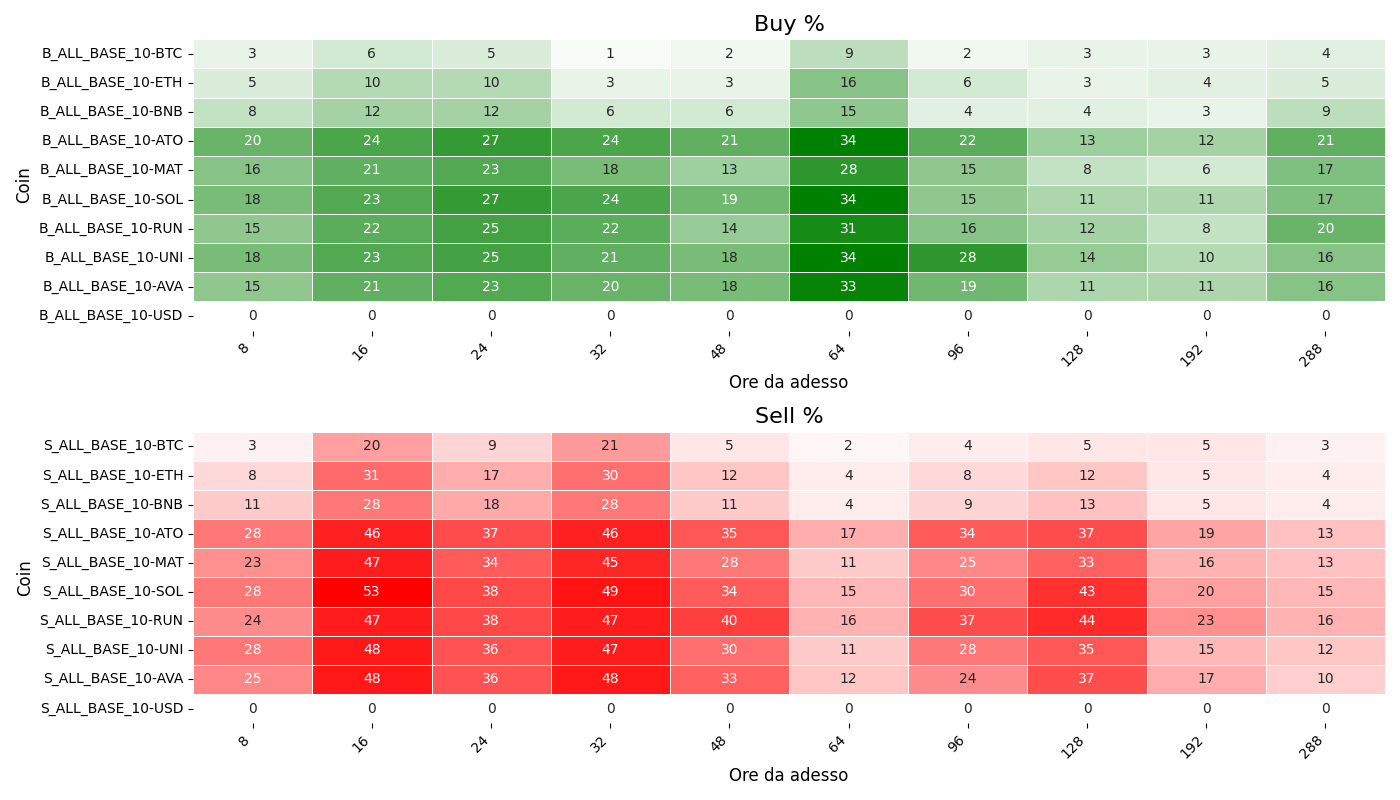 Buy %
B_ALL_BASE_10-BTC 3 6 5 1 2 9 2 3 3 4
B_ALL_BASE_10-ETH 5 10 10 3 3 16 6 3 4 5
B_ALL_BASE_10-BNB 8 12 12 6 6 15 4 4 3 9
B_ALL_BASE_10-ATO 20 24 27 24 21 34 22 13 12 21
B_ALL_BASE_10-MAT 16 21 23 18 13 28 15 8 6 17
B_ALL_BASE_10-SOL 18 23 27 24 19 34 15 11 11 17
B_ALL_BASE_10-RUN 15 22 25 22 14 31 16 12 8 20
B_ALL_BASE_10-UNI 18 23 25 21 18 34 28 14 10 16
B_ALL_BASE_10-AVA 15 21 23 20 18 33 19 11 11 16
B_ALL_BASE_10-USD 0 0 0 0 0 0 0 0 0 0
Coin
8 16 24 32 48 64 96 128 192 288
Ore da adesso
Sell %
S_ALL_BASE_10-BTC 3 20 9 21 5 2 4 5 5 3
S_ALL_BASE_10-ETH 8 31 17 30 12 4 8 12 5 4
S_ALL_BASE_10-BNB 11 28 18 28 11 4 9 13 5 4
S_ALL_BASE_10-ATO 28 46 37 46 35 17 34 37 19 13
S_ALL_BASE_10-MAT 23 47 34 45 28 11 25 33 16 13
S_ALL_BASE_10-SOL 28 53 38 49 34 15 30 43 20 15
S_ALL_BASE_10-RUN 24 47 38 47 40 16 37 44 23 16
S_ALL_BASE_10-UNI 28 48 36 47 30 11 28 35 15 12
S_ALL_BASE_10-AVA 25 48 36 48 33 12 24 37 17 10
S_ALL_BASE_10-USD 0 0 0 0 0 0 0 0 0 0
Coin
8 16 24 32 48 64 96 128 192 288
Ore da adesso